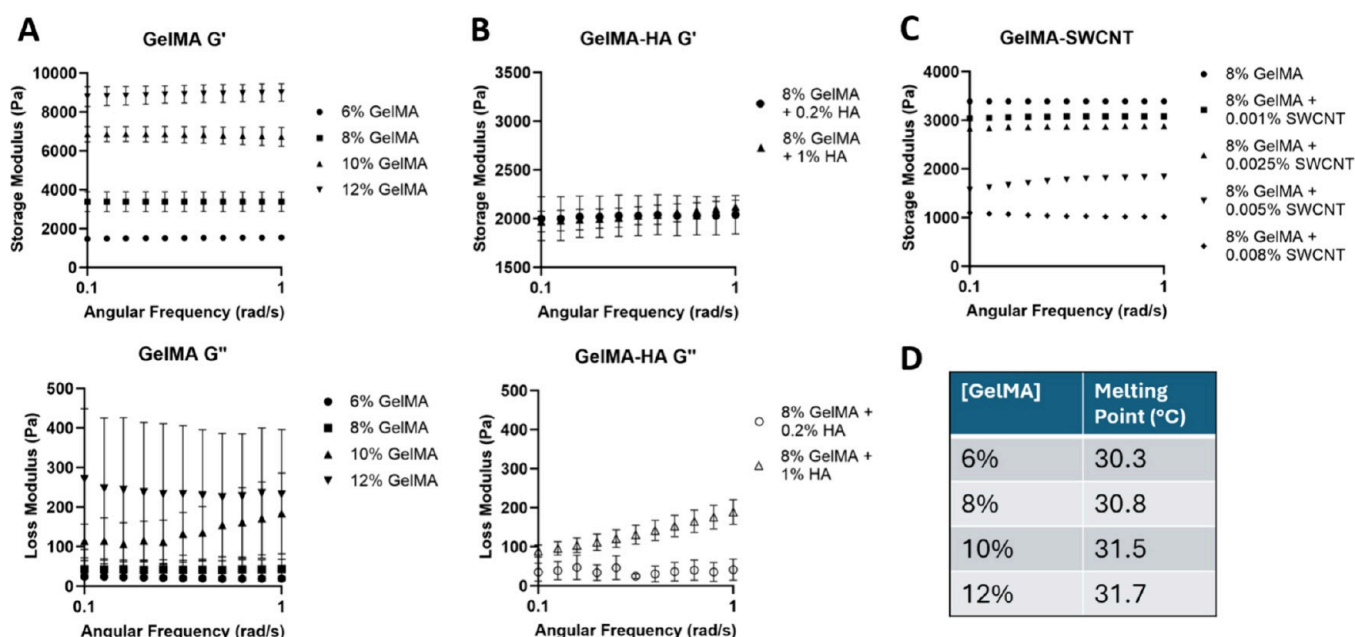 A
GelMA G'
Storage Modulus (Pa)
10000
8000
6000
4000
2000
0
0.1
1
Angular Frequency (rad/s)
6% GelMA
8% GelMA
10% GelMA
12% GelMA
GelMA G"
Loss Modulus (Pa)
500
400
300
200
100
0
0.1
1
Angular Frequency (rad/s)
6% GelMA
8% GelMA
10% GelMA
12% GelMA
B
GelMA-HA G'
Storage Modulus (Pa)
3500
3000
2500
2000
1500
0.1
1
Angular Frequency (rad/s)
8% GelMA
+ 0.2% HA
8% GelMA
+ 1% HA
GelMA-HA G"
Loss Modulus (Pa)
500
400
300
200
100
0
0.1
1
Angular Frequency (rad/s)
8% GelMA +
0.2% HA
8% GelMA +
1% HA
C
GelMA-SWCNT
Storage Modulus (Pa)
4000
3000
2000
1000
0
0.1
1
Angular Frequency (rad/s)
8% GelMA
8% GelMA +
0.001% SWCNT
8% GelMA +
0.0025% SWCNT
8% GelMA +
0.005% SWCNT
8% GelMA +
0.008% SWCNT
D
[GelMA] Melting
Point (°C)
6% 30.3
8% 30.8
10% 31.5
12% 31.7